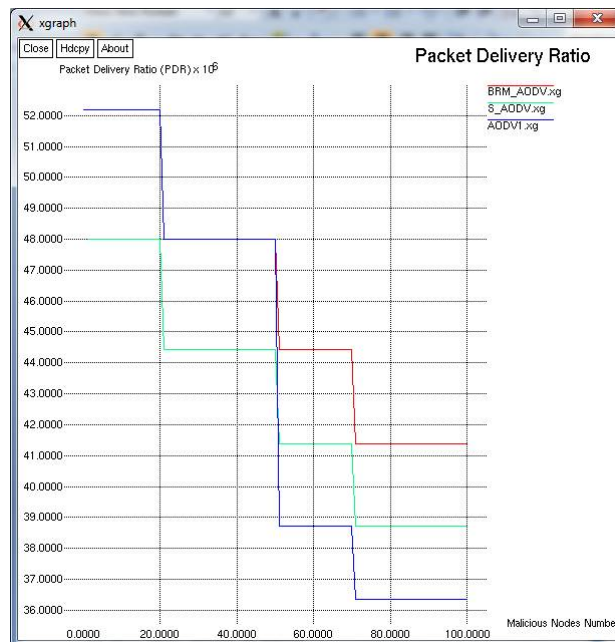 xgraph
Close Hdcpy About
Packet Delivery Ratio
Packet Delivery Ratio (PDR) x 10^6
BRM_AODV.xg
S_AODV.xg
AODV1.xg
52.0000
51.0000
50.0000
49.0000
48.0000
47.0000
46.0000
45.0000
44.0000
43.0000
42.0000
41.0000
40.0000
39.0000
38.0000
37.0000
36.0000
Malicious Nodes Numbe
0.0000 20.0000 40.0000 60.0000 80.0000 100.0000